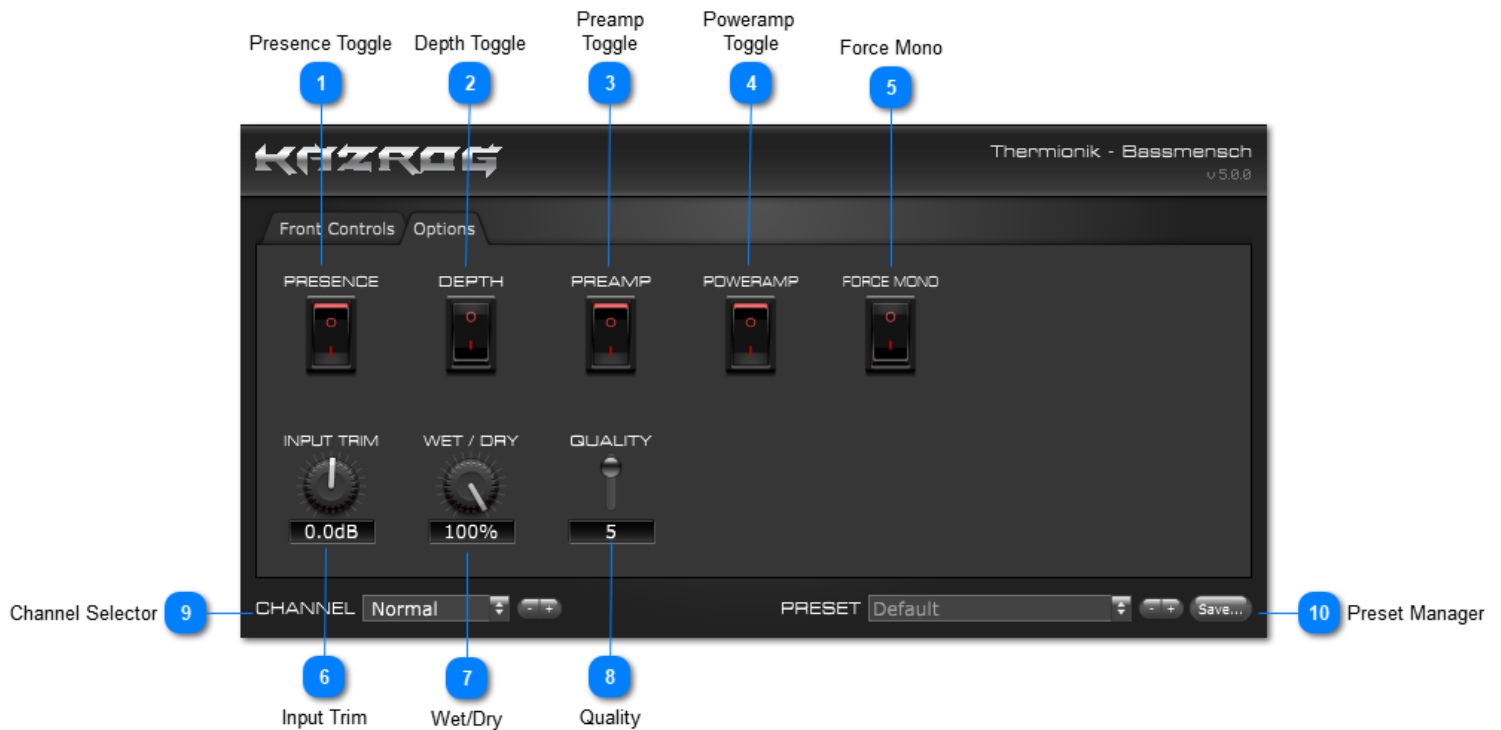 Presence Toggle
Depth Toggle
Preamp
Toggle
Poweramp
Toggle
Force Mono
1
2
3
4
5
KAZROG
Thermionik - Bassmensch
v 5.0.0
Front Controls
Options
PRESENCE
DEPTH
PREAMP
POWERAMP
FORCE MONO
O
I
O
I
O
I
O
I
O
I
INPUT TRIM
WET / DRY
QUALITY
0.0dB
100%
5
Channel Selector
9
CHANNEL
Normal
- +
PRESET
Default
- +
Save...
10
Preset Manager
6
7
8
Input Trim
Wet/Dry
Quality